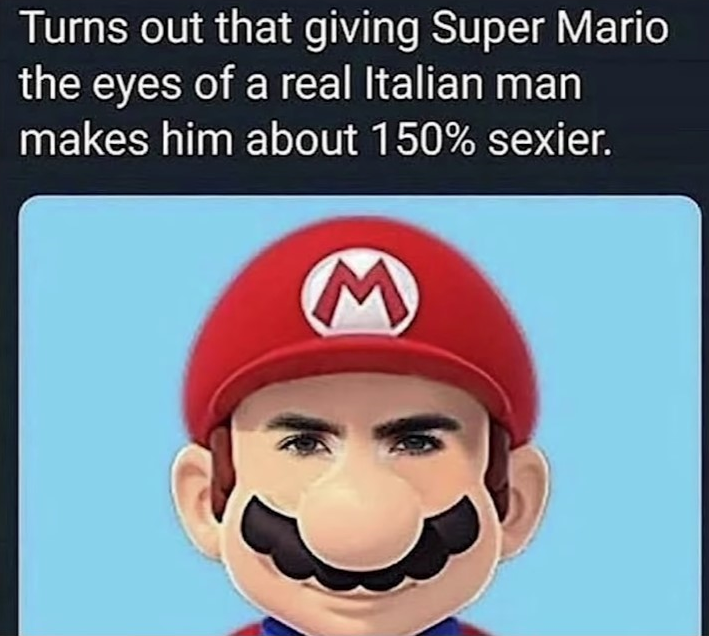 Turns out that giving Super Mario
the eyes of a real Italian man
makes him about 150% sexier.
M